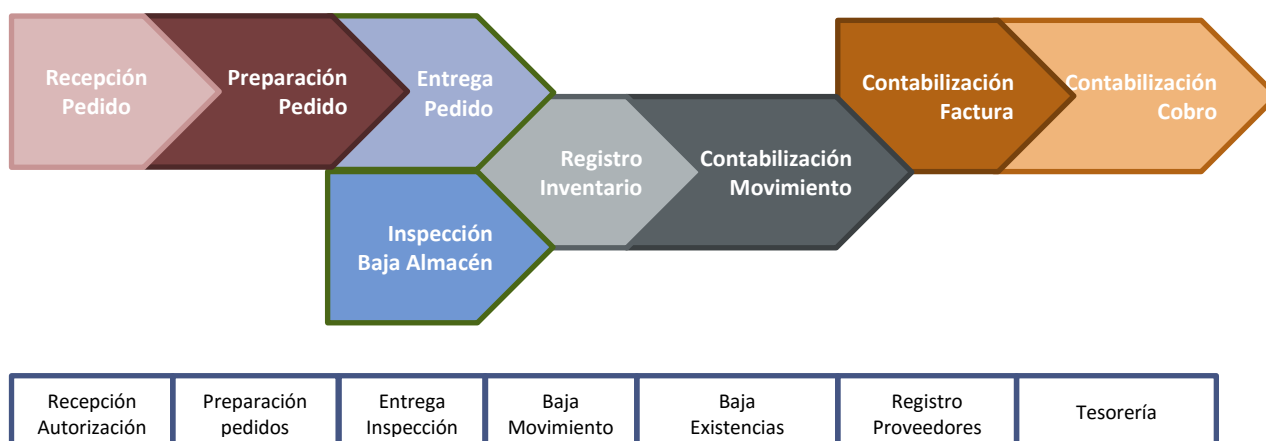 Recepción
Pedido
Preparación
Pedido
Entrega
Pedido
Inspección
Baja Almacén
Registro
Inventario
Contabilización
Movimiento
Contabilización
Factura
Contabilización
Cobro
Recepción
Autorización
Preparación
pedidos
Entrega
Inspección
Baja
Movimiento
Baja
Existencias
Registro
Proveedores
Tesorería